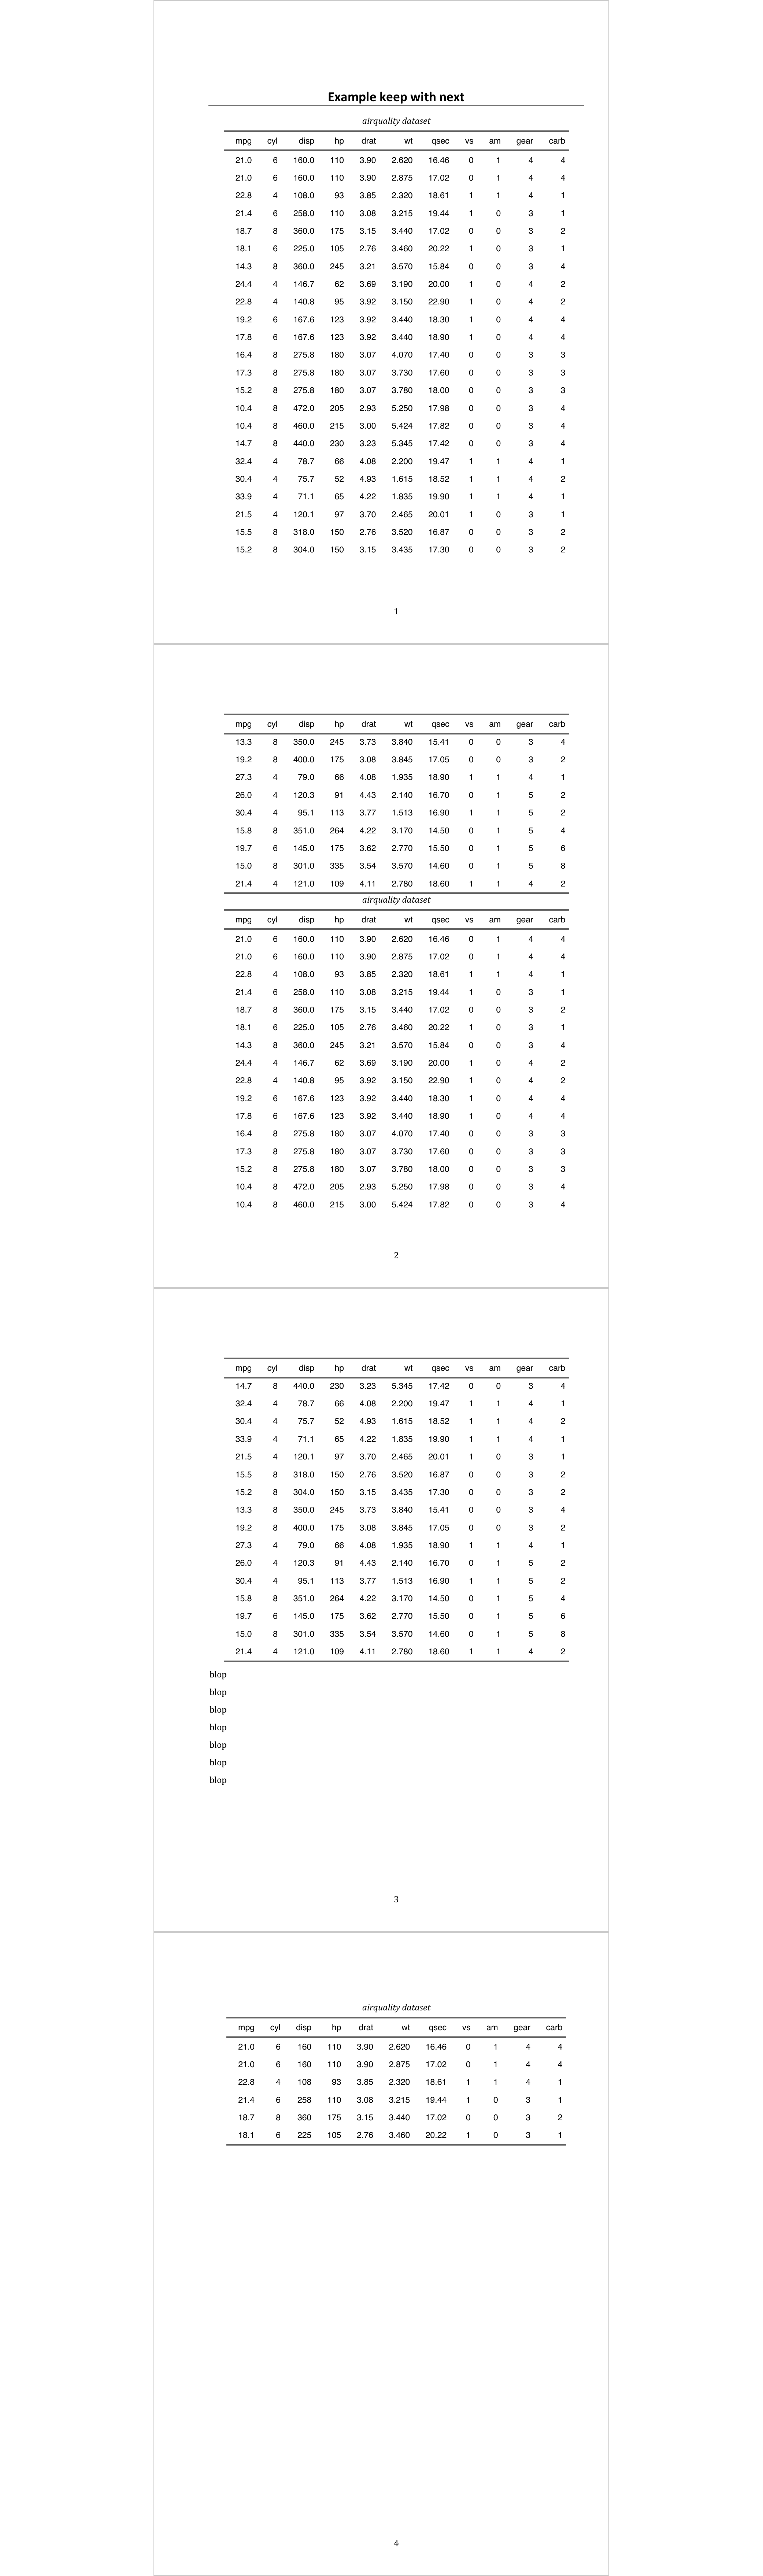 Example keep with next
airquality dataset
mpg cyl disp hp drat wt qsec vs am gear carb
21.0 6 160.0 110 3.90 2.620 16.46 0 1 4 4
21.0 6 160.0 110 3.90 2.875 17.02 0 1 4 4
22.8 4 108.0 93 3.85 2.320 18.61 1 1 4 1
21.4 6 258.0 110 3.08 3.215 19.44 1 0 3 1
18.7 8 360.0 175 3.15 3.440 17.02 0 0 3 2
18.1 6 225.0 105 2.76 3.460 20.22 1 0 3 1
14.3 8 360.0 245 3.21 3.570 15.84 0 0 3 4
24.4 4 146.7 62 3.69 3.190 20.00 1 0 4 2
22.8 4 140.8 95 3.92 3.150 22.90 1 0 4 2
19.2 6 167.6 123 3.92 3.440 18.30 1 0 4 4
17.8 6 167.6 123 3.92 3.440 18.90 1 0 4 4
16.4 8 275.8 180 3.07 4.070 17.40 0 0 3 3
17.3 8 275.8 180 3.07 3.730 17.60 0 0 3 3
15.2 8 275.8 180 3.07 3.780 18.00 0 0 3 3
10.4 8 472.0 205 2.93 5.250 17.98 0 0 3 4
10.4 8 460.0 215 3.00 5.424 17.82 0 0 3 4
14.7 8 440.0 230 3.23 5.345 17.42 0 0 3 4
32.4 4 78.7 66 4.08 2.200 19.47 1 1 4 1
30.4 4 75.7 52 4.93 1.615 18.52 1 1 4 2
33.9 4 71.1 65 4.22 1.835 19.90 1 1 4 1
21.5 4 120.1 97 3.70 2.465 20.01 1 0 3 1
15.5 8 318.0 150 2.76 3.520 16.87 0 0 3 2
15.2 8 304.0 150 3.15 3.435 17.30 0 0 3 2
1
mpg cyl disp hp drat wt qsec vs am gear carb
13.3 8 350.0 245 3.73 3.840 15.41 0 0 3 4
19.2 8 400.0 175 3.08 3.845 17.05 0 0 3 2
27.3 4 79.0 66 4.08 1.935 18.90 1 1 4 1
26.0 4 120.3 91 4.43 2.140 16.70 0 1 5 2
30.4 4 95.1 113 3.77 1.513 16.90 1 1 5 2
15.8 8 351.0 264 4.22 3.170 14.50 0 1 5 4
19.7 6 145.0 175 3.62 2.770 15.50 0 1 5 6
15.0 8 301.0 335 3.54 3.570 14.60 0 1 5 8
21.4 4 121.0 109 4.11 2.780 18.60 1 1 4 2
airquality dataset
mpg cyl disp hp drat wt qsec vs am gear carb
21.0 6 160.0 110 3.90 2.620 16.46 0 1 4 4
21.0 6 160.0 110 3.90 2.875 17.02 0 1 4 4
22.8 4 108.0 93 3.85 2.320 18.61 1 1 4 1
21.4 6 258.0 110 3.08 3.215 19.44 1 0 3 1
18.7 8 360.0 175 3.15 3.440 17.02 0 0 3 2
18.1 6 225.0 105 2.76 3.460 20.22 1 0 3 1
14.3 8 360.0 245 3.21 3.570 15.84 0 0 3 4
24.4 4 146.7 62 3.69 3.190 20.00 1 0 4 2
22.8 4 140.8 95 3.92 3.150 22.90 1 0 4 2
19.2 6 167.6 123 3.92 3.440 18.30 1 0 4 4
17.8 6 167.6 123 3.92 3.440 18.90 1 0 4 4
16.4 8 275.8 180 3.07 4.070 17.40 0 0 3 3
17.3 8 275.8 180 3.07 3.730 17.60 0 0 3 3
15.2 8 275.8 180 3.07 3.780 18.00 0 0 3 3
10.4 8 472.0 205 2.93 5.250 17.98 0 0 3 4
10.4 8 460.0 215 3.00 5.424 17.82 0 0 3 4
2
mpg cyl disp hp drat wt qsec vs am gear carb
14.7 8 440.0 230 3.23 5.345 17.42 0 0 3 4
32.4 4 78.7 66 4.08 2.200 19.47 1 1 4 1
30.4 4 75.7 52 4.93 1.615 18.52 1 1 4 2
33.9 4 71.1 65 4.22 1.835 19.90 1 1 4 1
21.5 4 120.1 97 3.70 2.465 20.01 1 0 3 1
15.5 8 318.0 150 2.76 3.520 16.87 0 0 3 2
15.2 8 304.0 150 3.15 3.435 17.30 0 0 3 2
13.3 8 350.0 245 3.73 3.840 15.41 0 0 3 4
19.2 8 400.0 175 3.08 3.845 17.05 0 0 3 2
27.3 4 79.0 66 4.08 1.935 18.90 1 1 4 1
26.0 4 120.3 91 4.43 2.140 16.70 0 1 5 2
30.4 4 95.1 113 3.77 1.513 16.90 1 1 5 2
15.8 8 351.0 264 4.22 3.170 14.50 0 1 5 4
19.7 6 145.0 175 3.62 2.770 15.50 0 1 5 6
15.0 8 301.0 335 3.54 3.570 14.60 0 1 5 8
21.4 4 121.0 109 4.11 2.780 18.60 1 1 4 2
blop
blop
blop
blop
blop
blop
blop
3
airquality dataset
mpg cyl disp hp drat wt qsec vs am gear carb
21.0 6 160 110 3.90 2.620 16.46 0 1 4 4
21.0 6 160 110 3.90 2.875 17.02 0 1 4 4
22.8 4 108 93 3.85 2.320 18.61 1 1 4 1
21.4 6 258 110 3.08 3.215 19.44 1 0 3 1
18.7 8 360 175 3.15 3.440 17.02 0 0 3 2
18.1 6 225 105 2.76 3.460 20.22 1 0 3 1
4